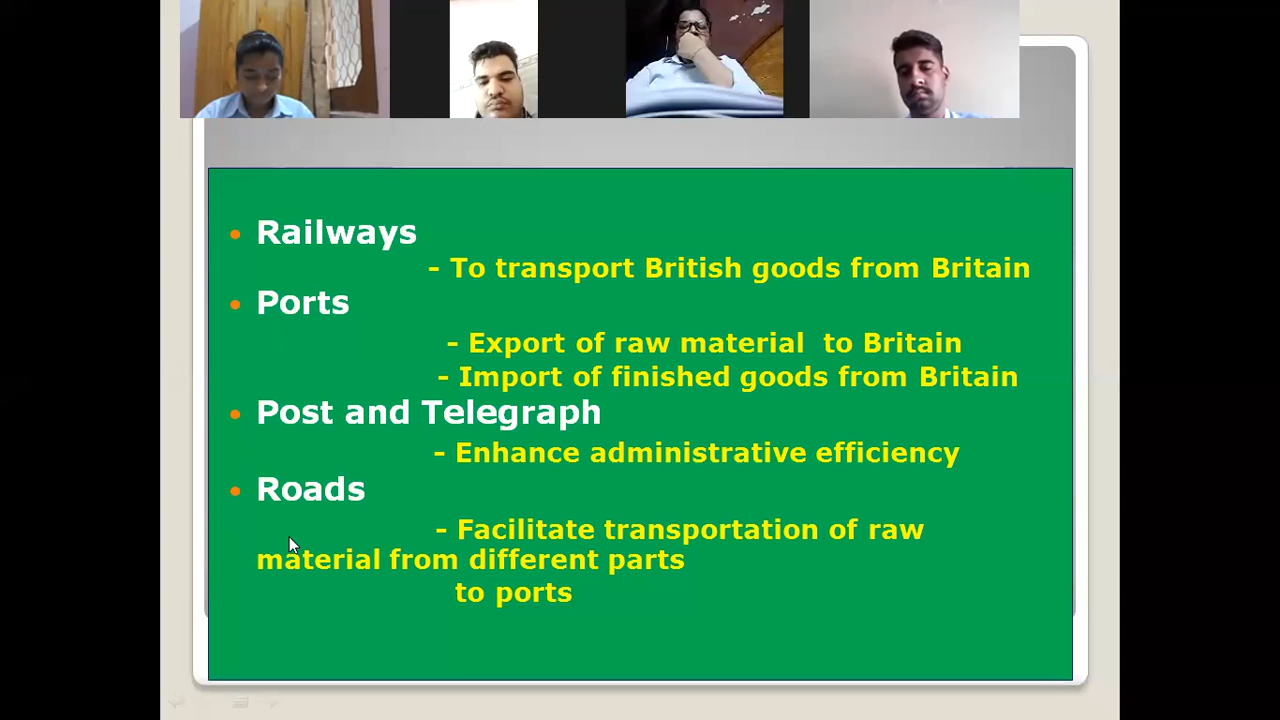 • Railways
- To transport British goods from Britain
• Ports
- Export of raw material to Britain
- Import of finished goods from Britain
• Post and Telegraph
- Enhance administrative efficiency
• Roads
- Facilitate transportation of raw
material from different parts
to ports